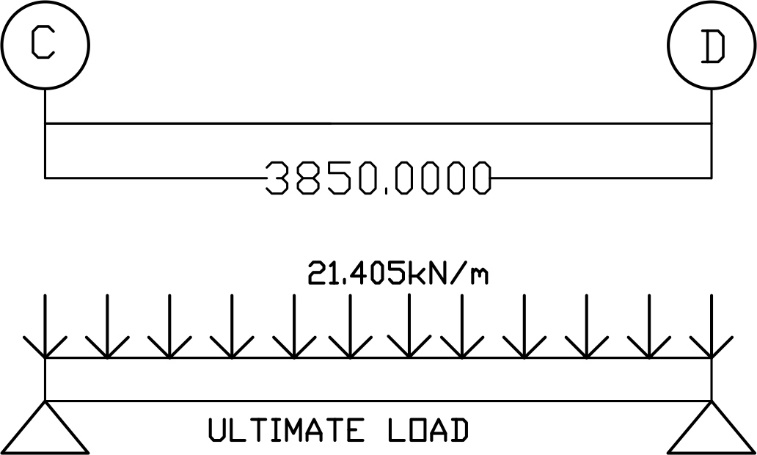 C D
3850.0000
21.405kN/m
ULTIMATE LOAD